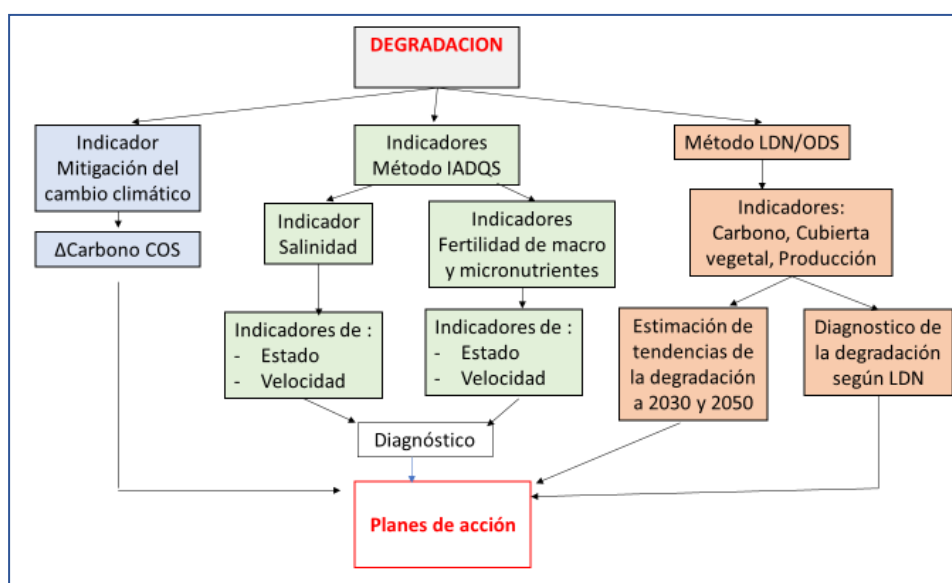 DEGRADACION
Indicador
Mitigación del
cambio climático
ΔCarbono COS
Indicadores
Método IADQS
Indicador
Salinidad
Indicadores
Fertilidad de macro
y micronutrientes
Indicadores de :
- Estado
- Velocidad
Indicadores de :
- Estado
- Velocidad
Diagnóstico
Método LDN/ODS
Indicadores:
Carbono, Cubierta
vegetal, Producción
Estimación de
tendencias de
la degradación
a 2030 y 2050
Diagnostico de
la degradación
según LDN
Planes de acción